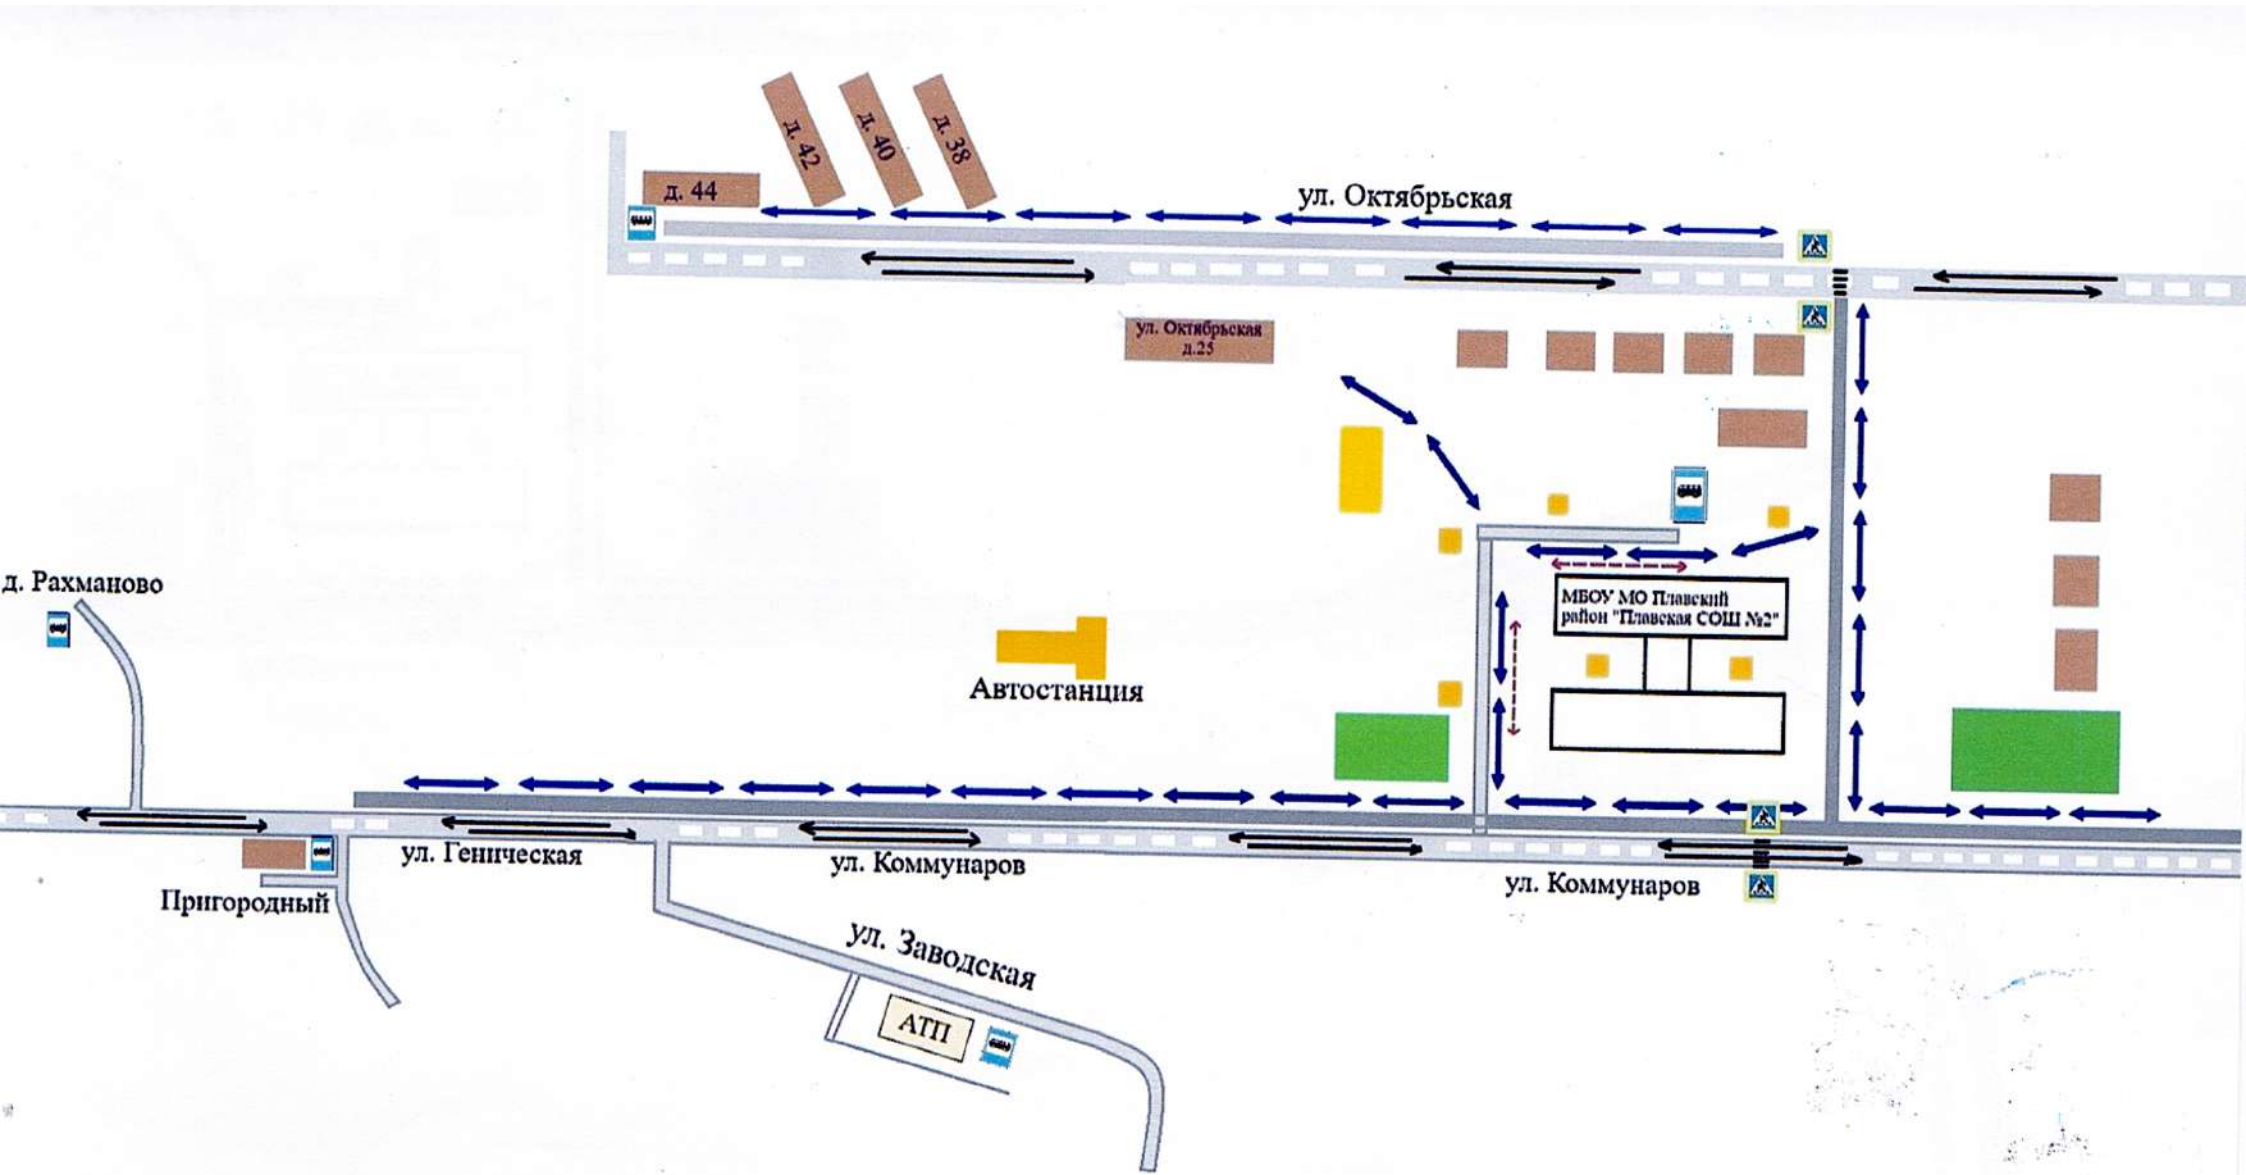 д. 42
д. 40
д. 38
д. 44
ул. Октябрьская
ул. Октябрьская
д.25
д. Рахманово
МБОУ МО Плавский
район "Плавская СОШ №2"
Автостанция
ул. Геническая
ул. Коммунаров
ул. Коммунаров
Пригородный
ул. Заводская
АТП